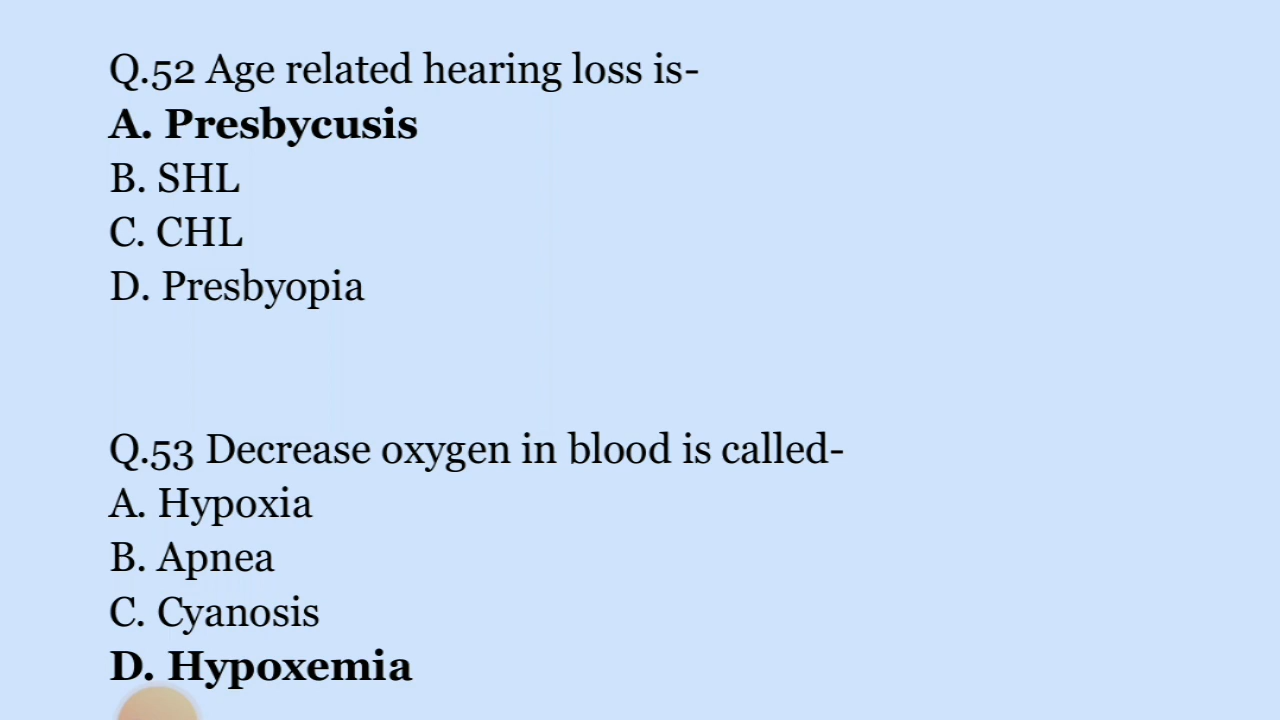 Q.52 Age related hearing loss is-
A. Presbycusis
B. SHL
C. CHL
D. Presbyopia
Q.53 Decrease oxygen in blood is called-
A. Hypoxia
B. Apnea
C. Cyanosis
D. Hypoxemia